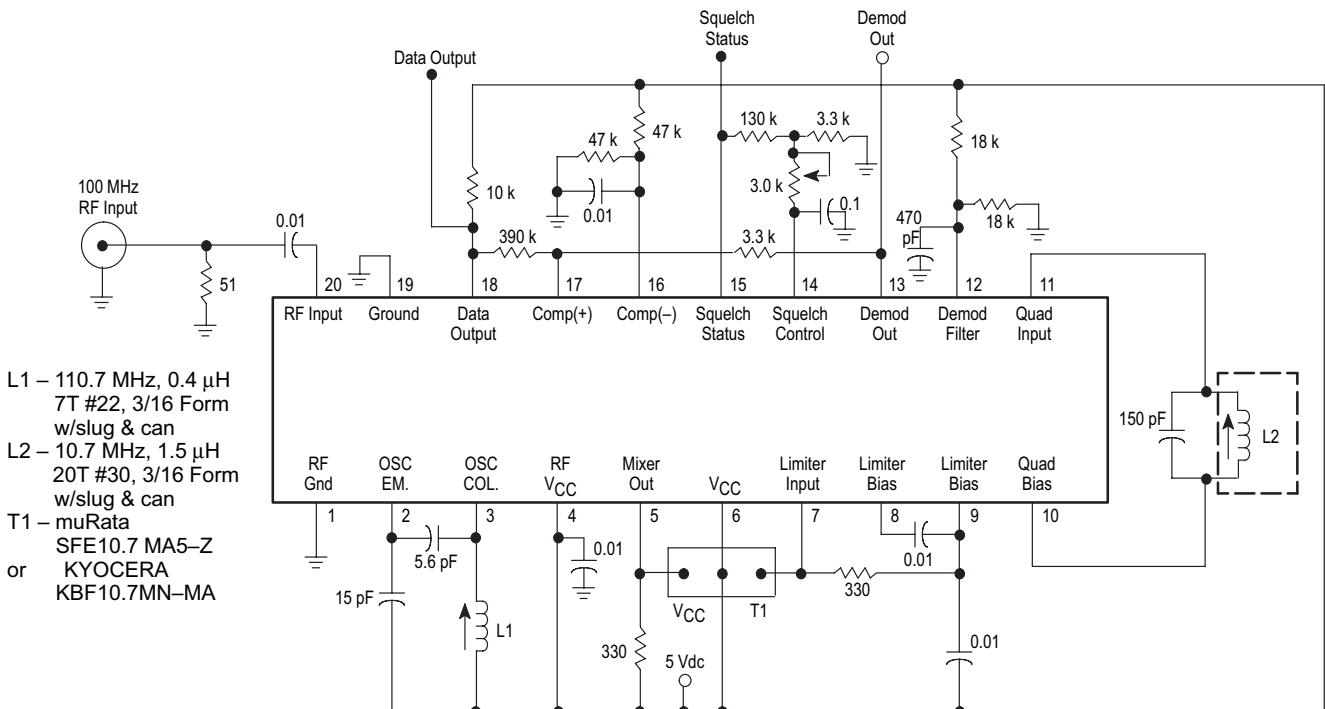 Squelch
Status
Demod
Out
Data Output
130 k
3.3 k
47 k
47 k
18 k
100 MHz
RF Input
10 k
3.0 k
0.01
0.01
0.1
470
pF
18 k
390 k
3.3 k
51
20
19
18
17
16
15
14
13
12
11
RF Input
Ground
Data
Output
Comp(+)
Comp(–)
Squelch
Status
Squelch
Control
Demod
Out
Demod
Filter
Quad
Input
L1 – 110.7 MHz, 0.4 μH
7T #22, 3/16 Form
w/slug & can
L2 – 10.7 MHz, 1.5 μH
20T #30, 3/16 Form
w/slug & can
T1 – muRata
SFE10.7 MA5–Z
or KYOCERA
KBF10.7MN–MA
150 pF
L2
RF
Gnd
OSC
EM.
OSC
COL.
RF
VCC
Mixer
Out
VCC
Limiter
Input
Limiter
Bias
Limiter
Bias
Quad
Bias
1
2
3
4
5
6
7
8
9
10
5.6 pF
0.01
0.01
15 pF
L1
VCC
T1
330
330
5 Vdc
0.01